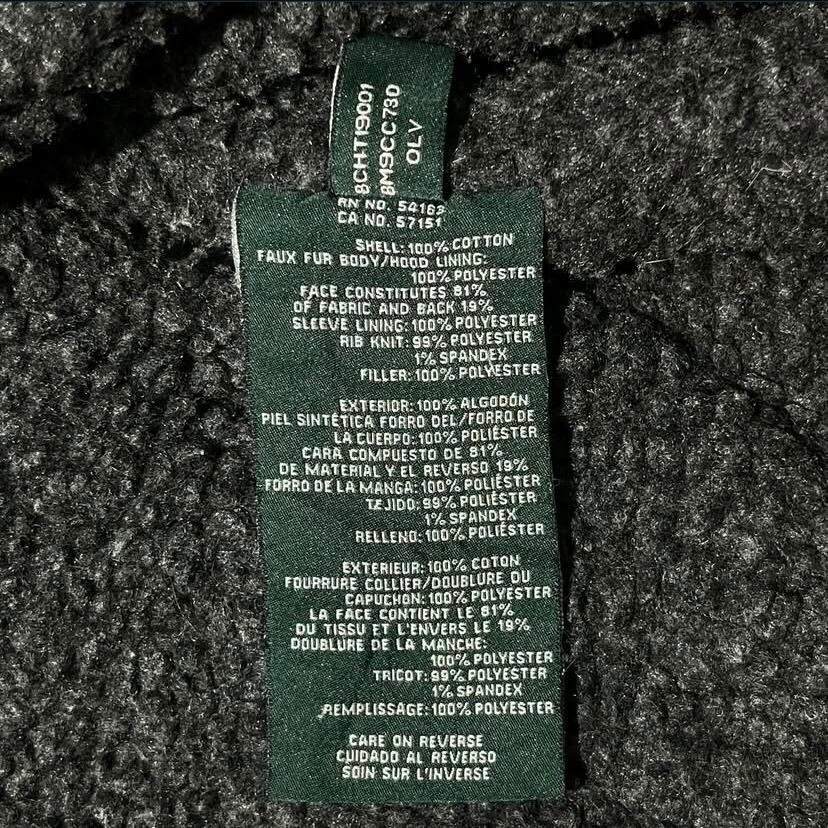 BCHT19001
BM9CC730
OLV
RN NO. 54163
CA NO. 57151
SHELL: 100% COTTON
FAUX FUR BODY/HOOD LINING:
100% POLYESTER
FACE CONSTITUTES 81%
OF FABRIC AND BACK 19%
SLEEVE LINING: 100% POLYESTER
RIB KNIT: 99% POLYESTER
1% SPANDEX
FILLER: 100% POLYESTER
EXTERIOR: 100% ALGODÓN
PIEL SINTÉTICA FORRO DEL/FORRO DE
LA CUERPO: 100% POLIÉSTER
CARA COMPUESTO DE 81%
DE MATERIAL Y EL REVERSO 19%
FORRO DE LA MANGA: 100% POLIÉSTER
TEJIDO: 99% POLIÉSTER
1% SPANDEX
RELLENO: 100% POLIÉSTER
EXTERIEUR: 100% COTON
FOURRURE COLLIER/DOUBLURE OU
CAPUCHON: 100% POLYESTER
LA FACE CONTIENT LE 81%
DU TISSU ET L'ENVERS LE 19%
DOUBLURE DE LA MANCHE:
100% POLYESTER
TRICOT: 99% POLYESTER
1% SPANDEX
REMPLISSAGE: 100% POLYESTER
CARE ON REVERSE
CUIDADO AL REVERSO
SOIN SUR L'INVERSE